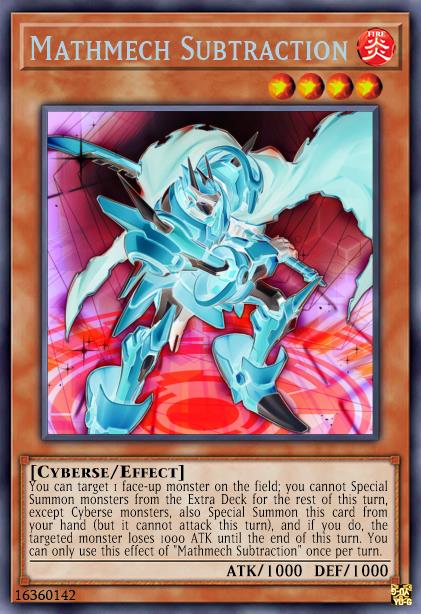 MATHMECH SUBTRACTION
FIRE
炎
[CYBERSE/EFFECT]
You can target 1 face-up monster on the field; you cannot Special
Summon monsters from the Extra Deck for the rest of this turn,
except Cyberse monsters, also Special Summon this card from
your hand (but it cannot attack this turn), and if you do, the
targeted monster loses 1000 ATK until the end of this turn. You
can only use this effect of "Mathmech Subtraction" once per turn.
ATK/1000 DEF/1000
16360142